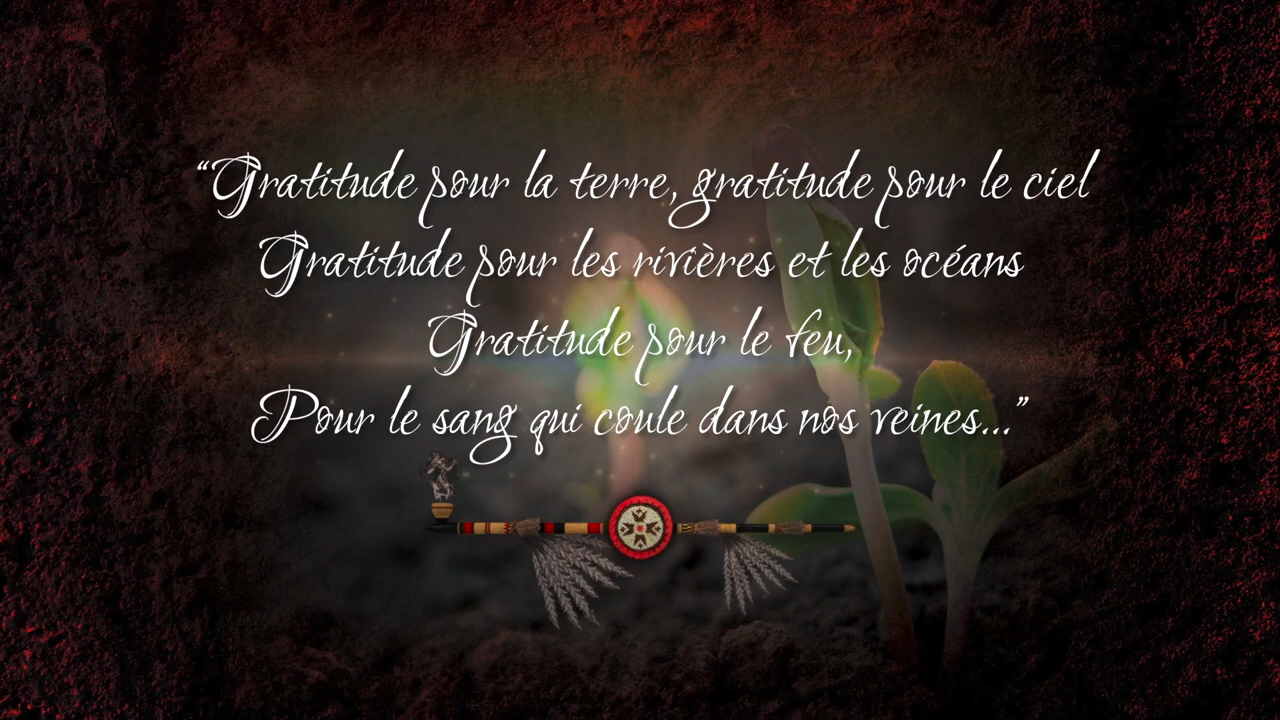 “Gratitude pour la terre, gratitude pour le ciel
Gratitude pour les rivières et les océans
Gratitude pour le feu,
Pour le sang qui coule dans nos veines...”